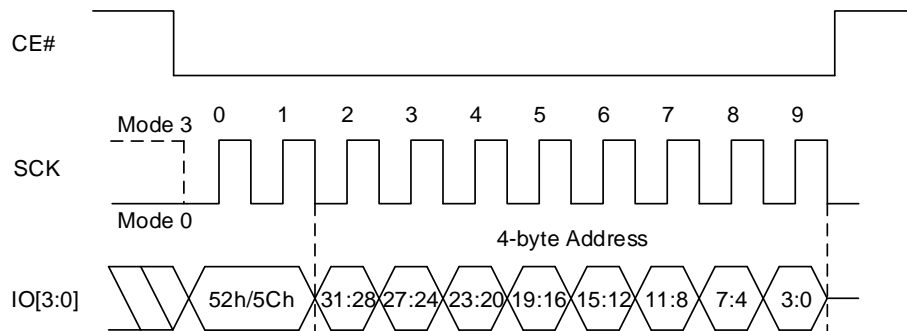 CE#
0 1 2 3 4 5 6 7 8 9
Mode 3
SCK
Mode 0
4-byte Address
IO[3:0] 52h/5Ch 31:28 27:24 23:20 19:16 15:12 11:8 7:4 3:0